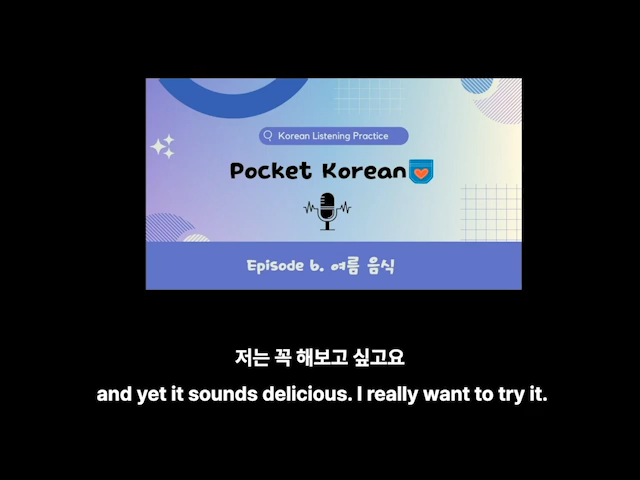 Korean Listening Practice
Pocket Korean
Episode 6. 여름 음식
저는 꼭 해보고 싶고요
and yet it sounds delicious. I really want to try it.